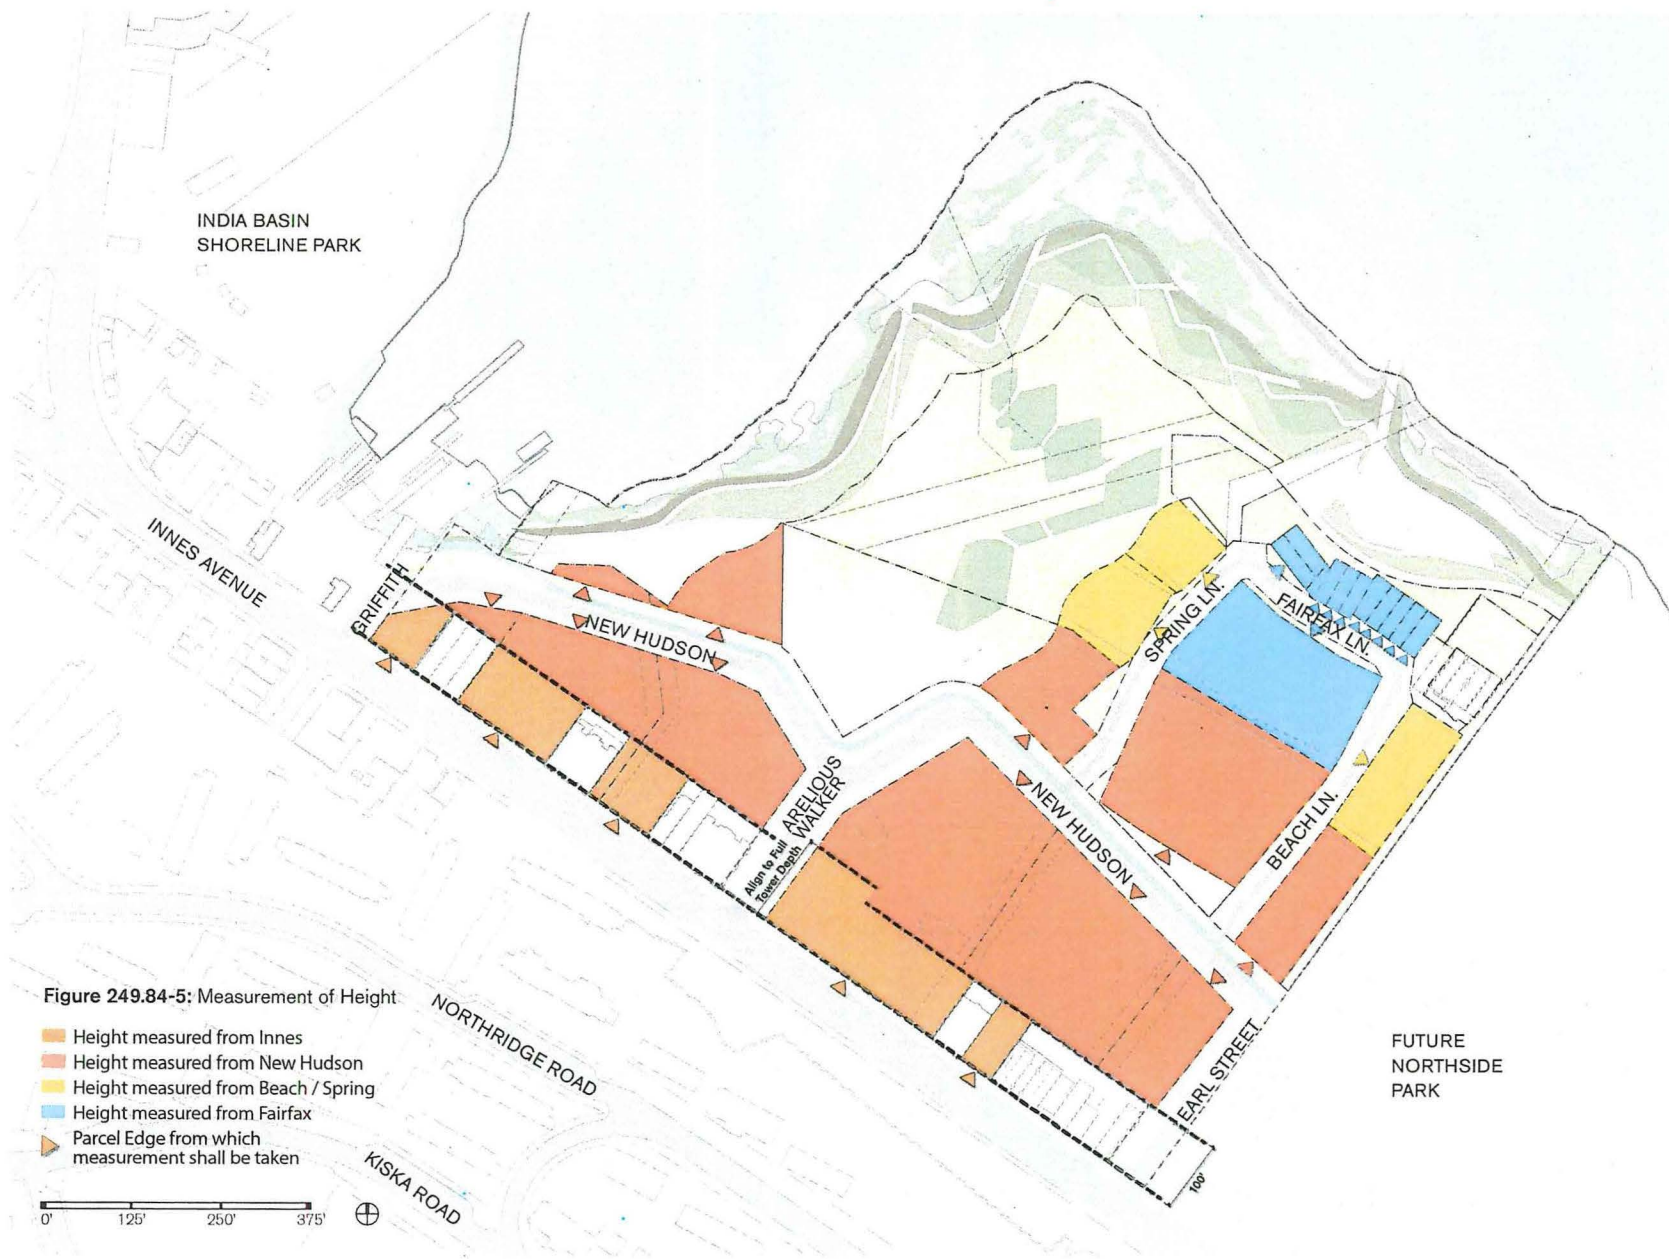 INDIA BASIN
SHORELINE PARK
INNES AVENUE
GRIFFITH
NEW HUDSON
SPRING LN.
FAIRFAX LN.
ARELIOUS
WALKER
Align to Full
Tower Depth
NEW HUDSON
BEACH LN.
EARL STREET
100'
FUTURE
NORTHSIDE
PARK
NORTHRIDGE ROAD
KISKA ROAD
Figure 249.84-5: Measurement of Height
Height measured from Innes
Height measured from New Hudson
Height measured from Beach / Spring
Height measured from Fairfax
Parcel Edge from which
measurement shall be taken
0' 125' 250' 375'